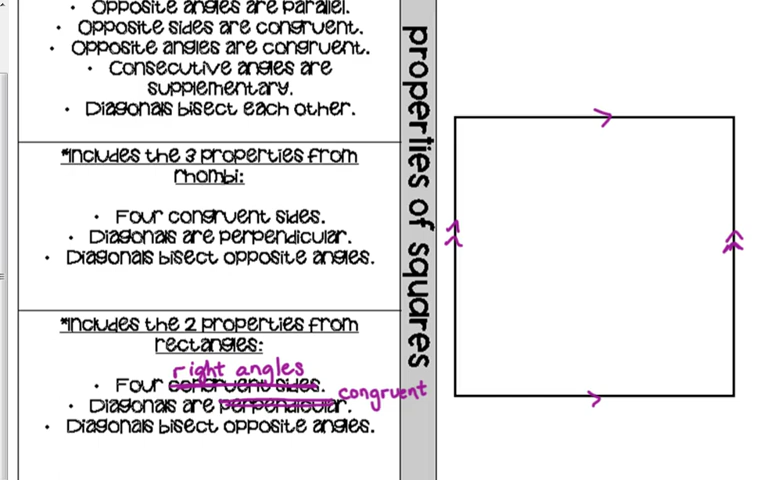 • Opposite angles are parallel.
• Opposite sides are congruent.
• Opposite angles are congruent.
• Consecutive angles are
supplementary.
• Diagonals bisect each other.
*Includes the 3 properties from
rhombi:
• Four congruent sides.
• Diagonals are perpendicular.
• Diagonals bisect opposite angles.
*Includes the 2 properties from
rectangles:
right angles
• Four congruent sides.
congruent
• Diagonals are perpendicular.
• Diagonals bisect opposite angles.
properties of squares